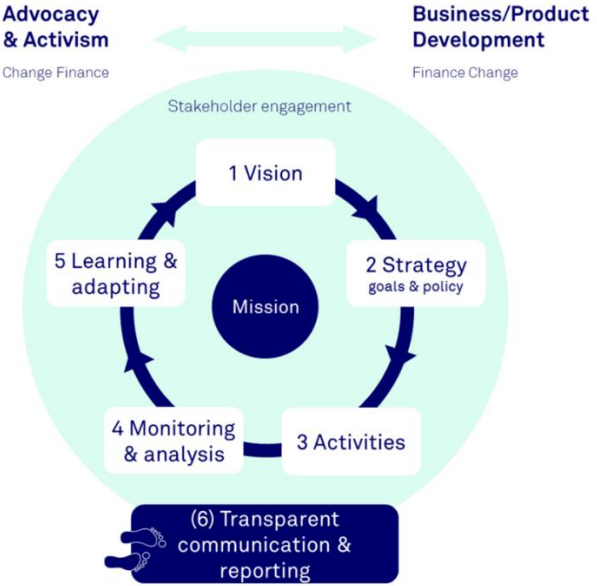 Advocacy
& Activism
Change Finance
Business/Product
Development
Finance Change
Stakeholder engagement
1 Vision
2 Strategy
goals & policy
3 Activities
4 Monitoring
& analysis
5 Learning &
adapting
Mission
(6) Transparent
communication &
reporting